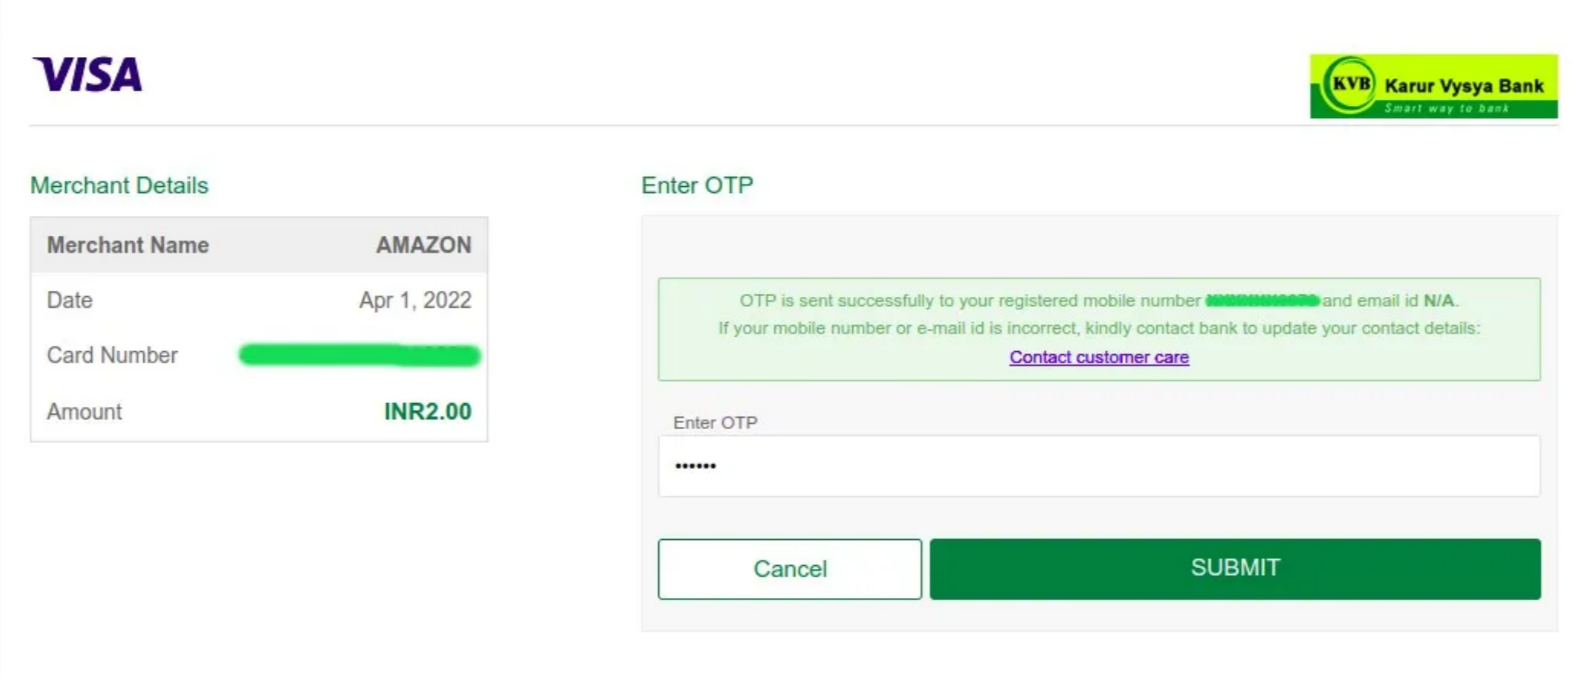 VISA
KVB Karur Vysya Bank
Smart way to bank
Merchant Details
Merchant Name AMAZON
Date Apr 1, 2022
Card Number
Amount INR2.00
Enter OTP
OTP is sent successfully to your registered mobile number and email id N/A.
If your mobile number or e-mail id is incorrect, kindly contact bank to update your contact details:
Contact customer care
Enter OTP
••••••
Cancel SUBMIT